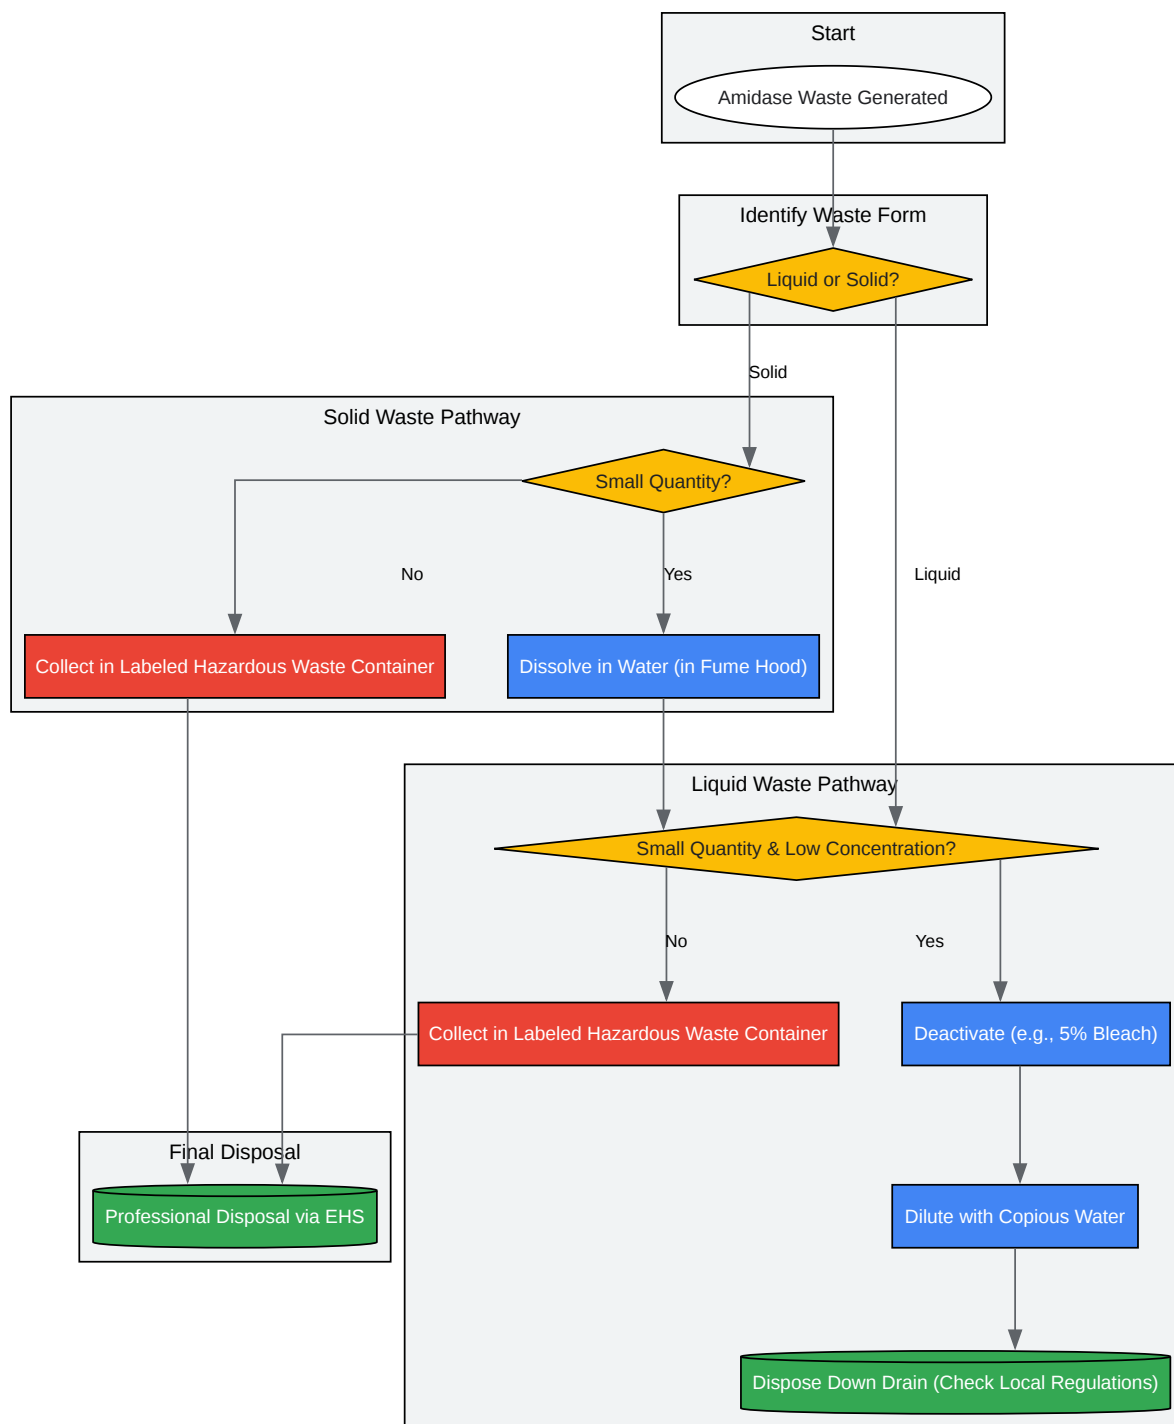 Start
Amidase Waste Generated
Identify Waste Form
Liquid or Solid?
Solid
Solid Waste Pathway
Small Quantity?
No
Yes
Liquid
Collect in Labeled Hazardous Waste Container
Dissolve in Water (in Fume Hood)
Liquid Waste Pathway
Small Quantity & Low Concentration?
No
Yes
Collect in Labeled Hazardous Waste Container
Deactivate (e.g., 5% Bleach)
Final Disposal
Professional Disposal via EHS
Dilute with Copious Water
Dispose Down Drain (Check Local Regulations)